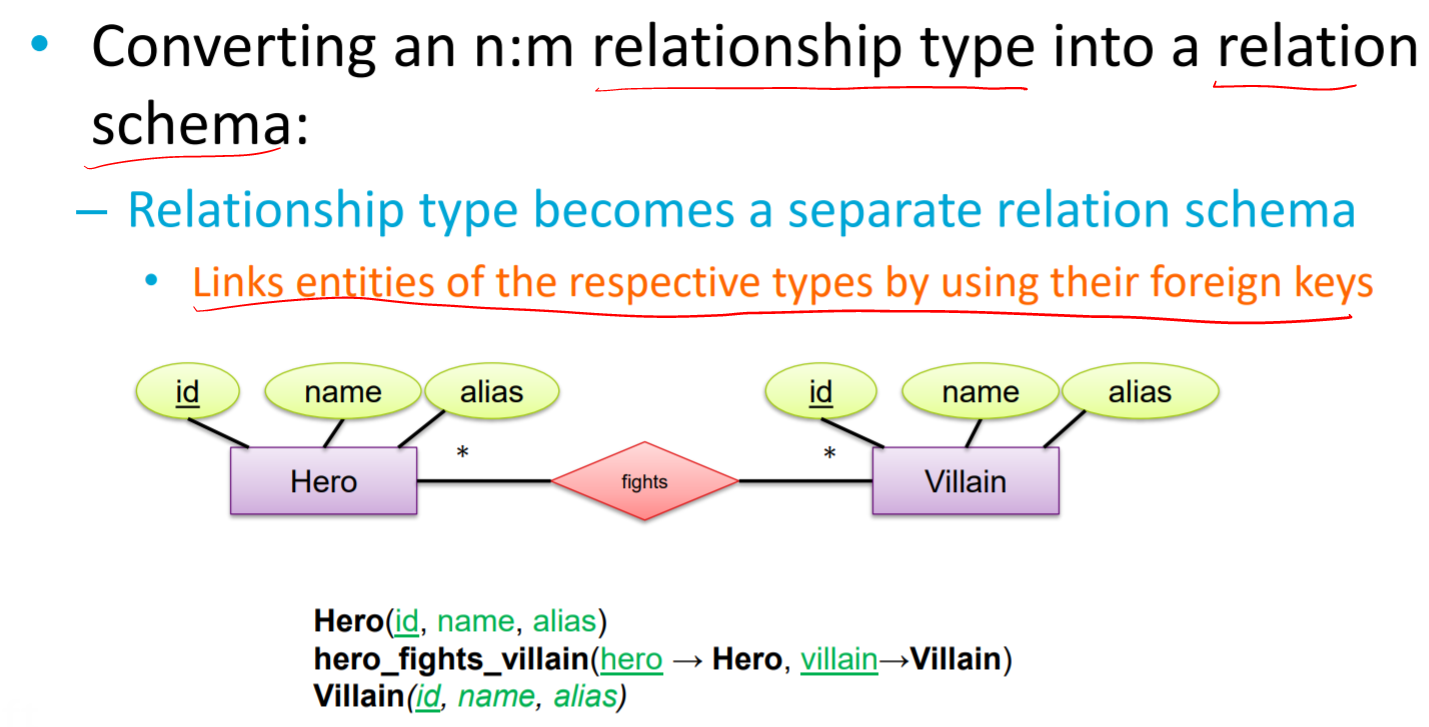 • Converting an n:m relationship type into a relation
schema:
– Relationship type becomes a separate relation schema
• Links entities of the respective types by using their foreign keys
id name alias id name alias
* *
Hero fights Villain
Hero(id, name, alias)
hero_fights_villain(hero → Hero, villain→Villain)
Villain(id, name, alias)